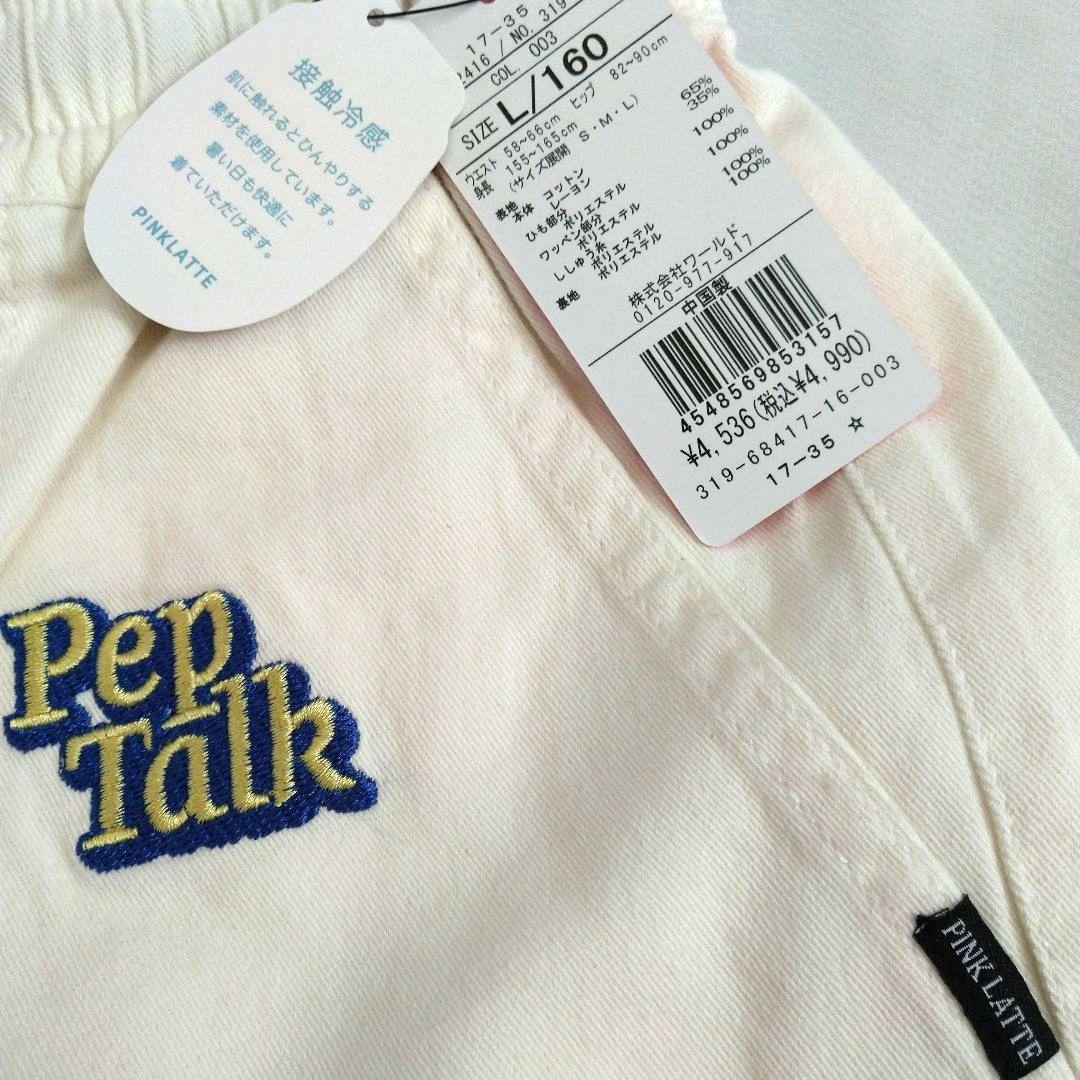 接触冷感
肌に触れるとひんやりする
素材を使用しています。
暑い日も快適に
着ていただけます。
PINKLATTE
17-35
2416 / NO. 319
COL. 003
SIZE L/160
ウエスト 58~66cm ヒップ 82~90cm
身長 155~165cm
(サイズ展開 S・M・L)
表地
本体 コットン 65%
レーヨン 35%
ひも部分
ポリエステル 100%
ワッペン部分
ポリエステル 100%
ししゅう糸
ポリエステル 100%
裏地 ポリエステル 100%
株式会社ワールド
0120-977-917
中国製
4548569853157
¥4,536(税込¥4,990)
319-68417-16-003
17-35 ☆
Pep
Talk
PINKLATTE